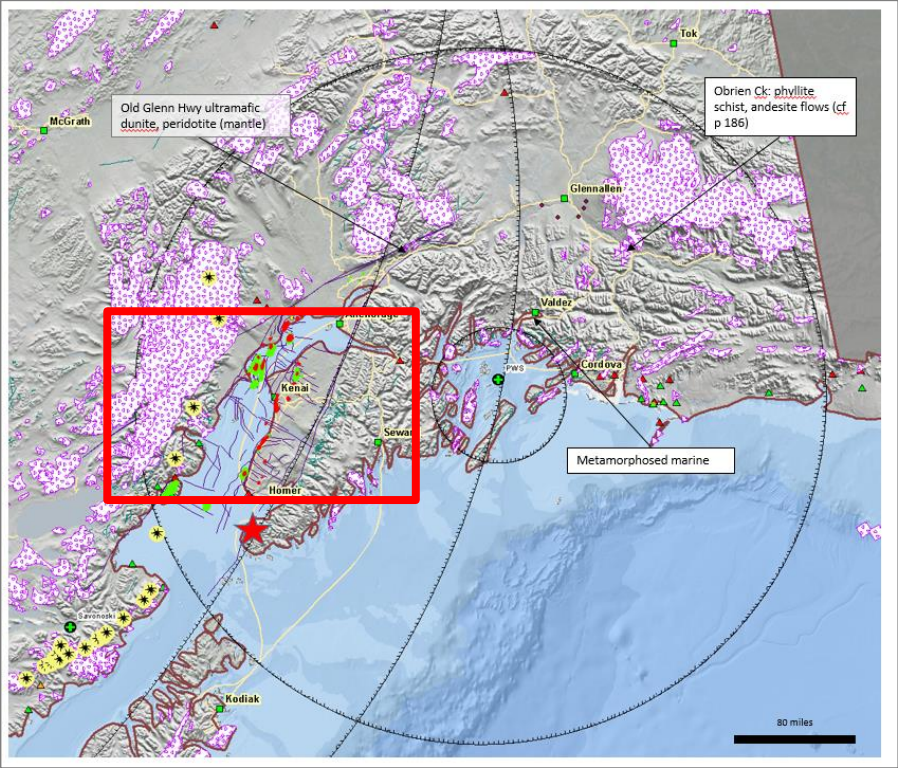 Tok
Old Glenn Hwy ultramafic
dunite, peridotite (mantle)
Obrien Ck: phyllite
schist, andesite flows (cf
p 186)
McGrath
Glennallen
Valdez
Anchorage
PWS
Cordova
Kenai
Sewar
Metamorphosed marine
Homer
Savonoski
Kodiak
80 miles